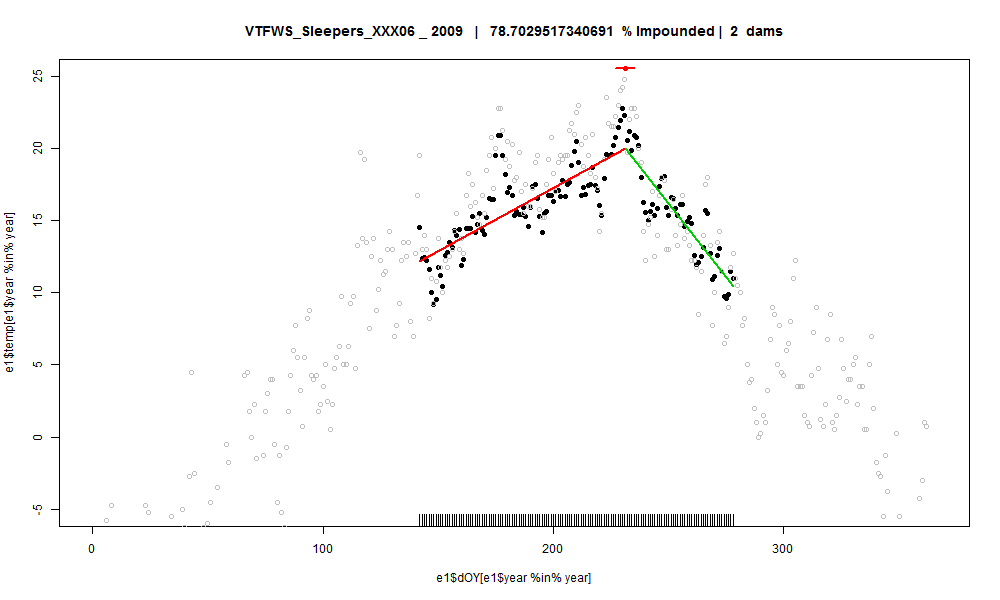 VTFWS_Sleepers_XXX06 _ 2009 | 78.7029517340691 % Impounded | 2 dams
25
20
15
10
5
0
-5
e1$temp[e1$year %in% year]
0 100 200 300
e1$dOY[e1$year %in% year]